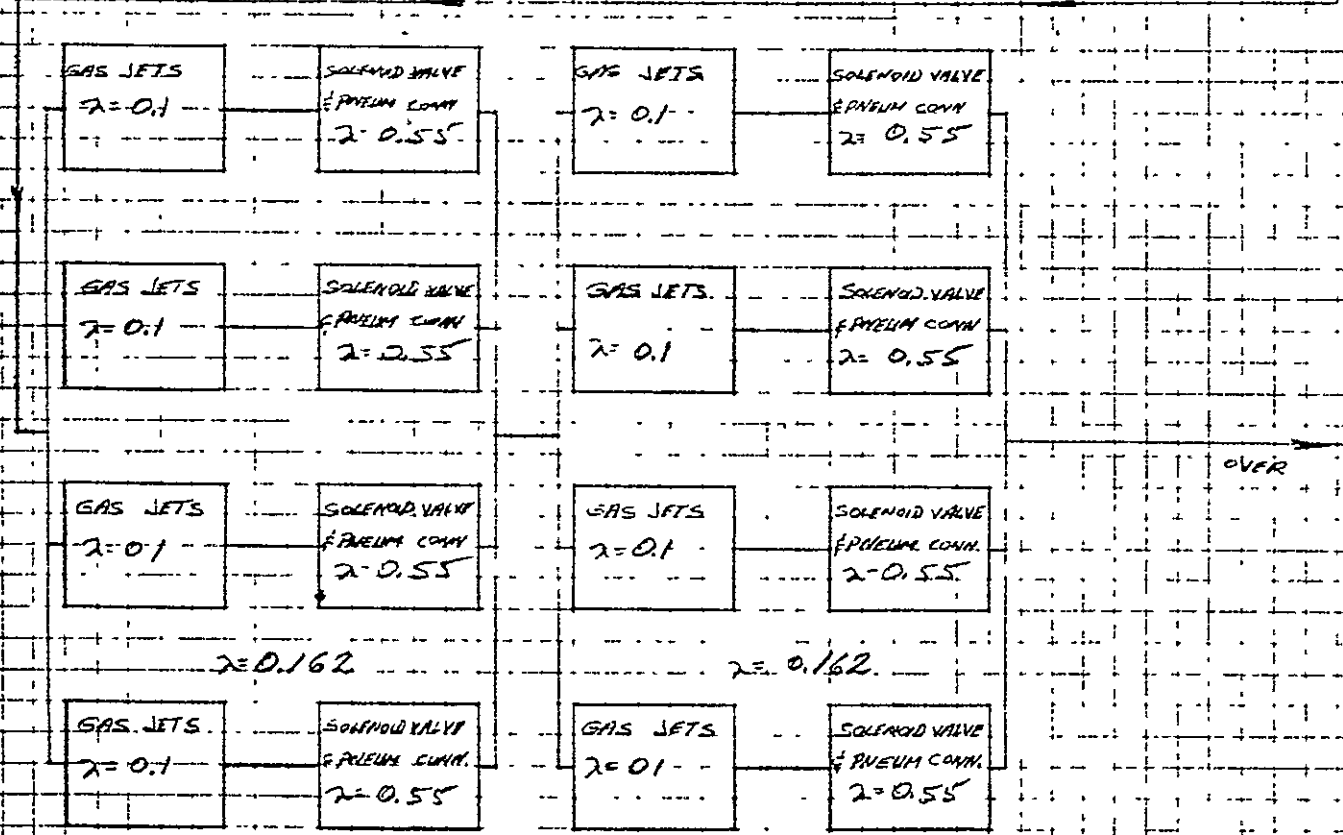 GAS JETS
λ=0.1
SOLENOID VALVE
& PNEUM CONN
λ-0.55
GAS JETS
λ=0.1
SOLENOID VALVE
& PNEUM CONN
λ= 0.55
GAS JETS
λ=0.1
SOLENOID VALVE
& PNEUM CONN
λ=0.55
GAS JETS.
λ= 0.1
SOLENOID VALVE
& PNEUM CONN
λ= 0.55
GAS JETS
λ=01
SOLENOID VALVE
& PNEUM CONN
λ-0.55
GAS JETS
λ=0.1
SOLENOID VALVE
& PNEUM CONN.
λ-0.55
λ=0.162
λ= 0.162
GAS JETS
λ=0.1
SOLENOID VALVE
& PNEUM CONN.
λ=0.55
GAS JETS
λ=01
SOLENOID VALVE
& PNEUM CONN.
λ=0.55
OVER